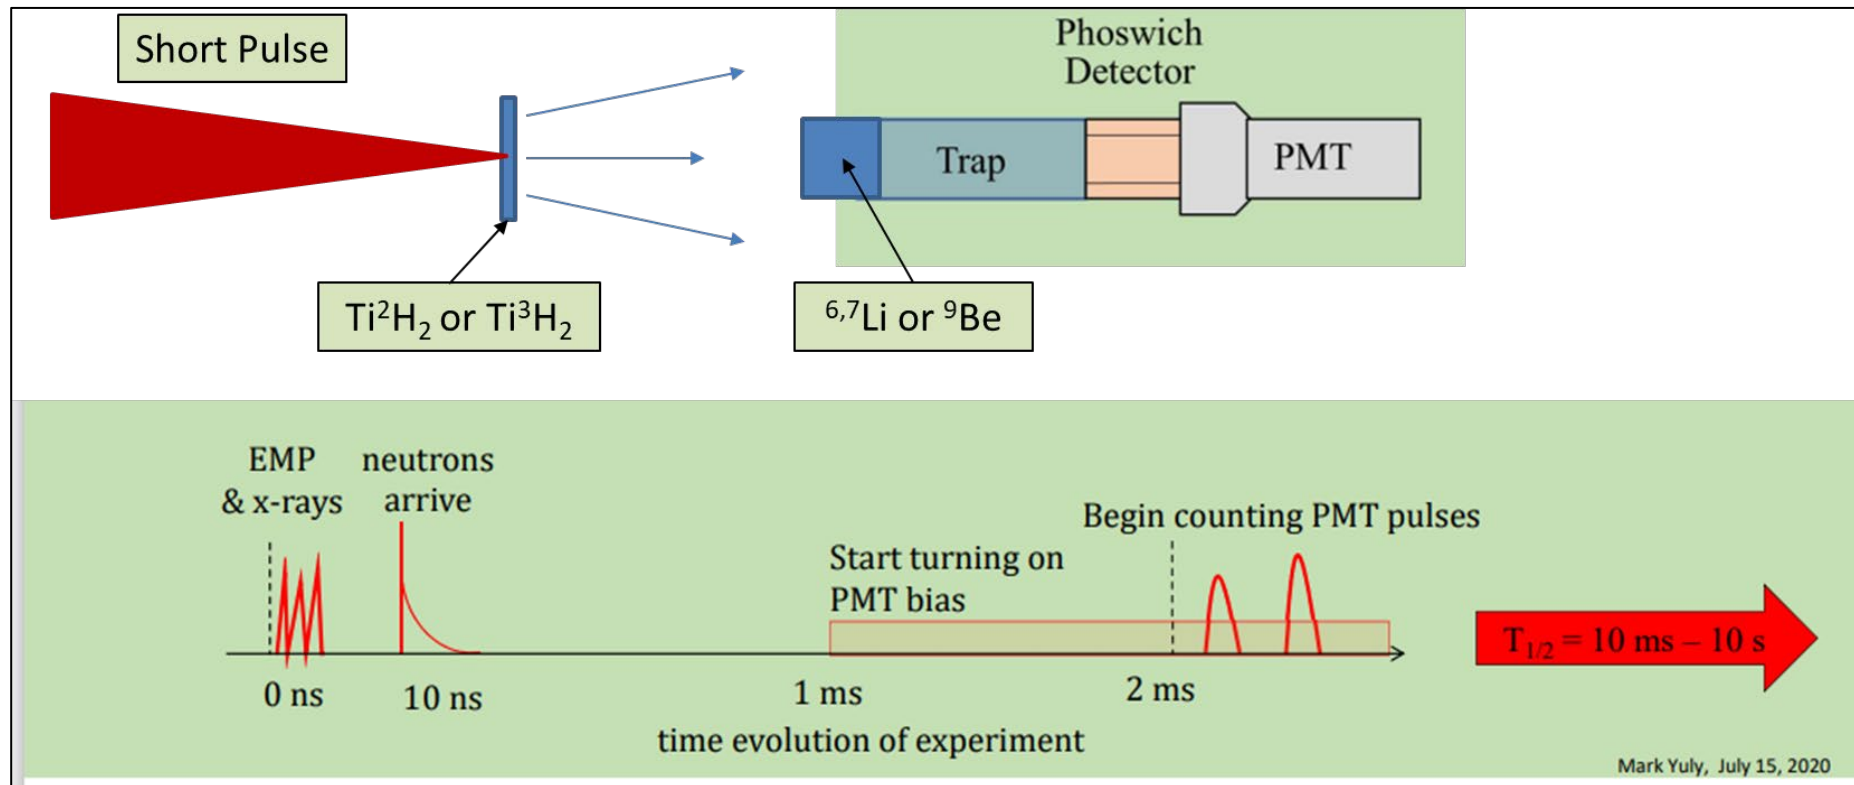 Short Pulse
Phoswich
Detector
Trap
PMT
Ti²H₂ or Ti³H₂
⁶,⁷Li or ⁹Be
EMP
& x-rays
neutrons
arrive
Start turning on
PMT bias
Begin counting PMT pulses
T₁/₂ = 10 ms – 10 s
0 ns
10 ns
1 ms
2 ms
time evolution of experiment
Mark Yuly, July 15, 2020